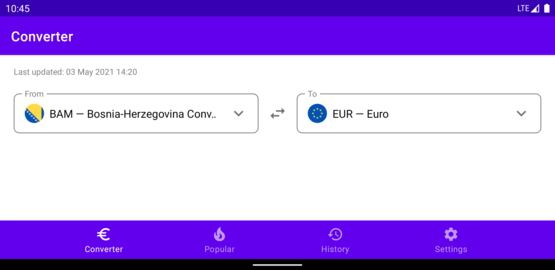 10:45
LTE
Converter
Last updated: 03 May 2021 14:20
From
BAM — Bosnia-Herzegovina Conv..
To
EUR — Euro
Converter
Popular
History
Settings